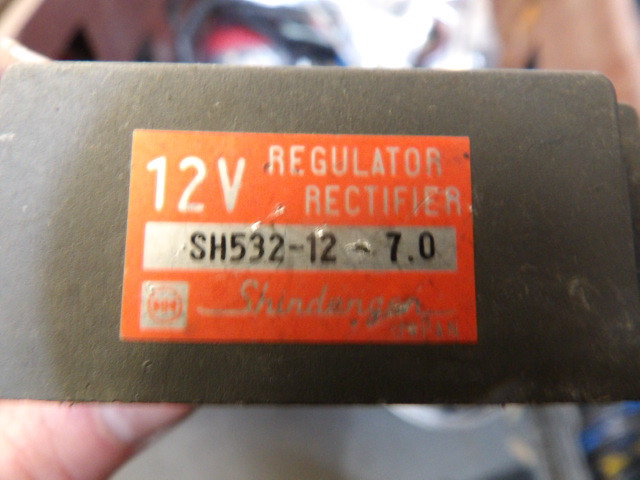 12V REGULATOR
RECTIFIER
SH532-12 - 7.0
Shindengen
JAPAN